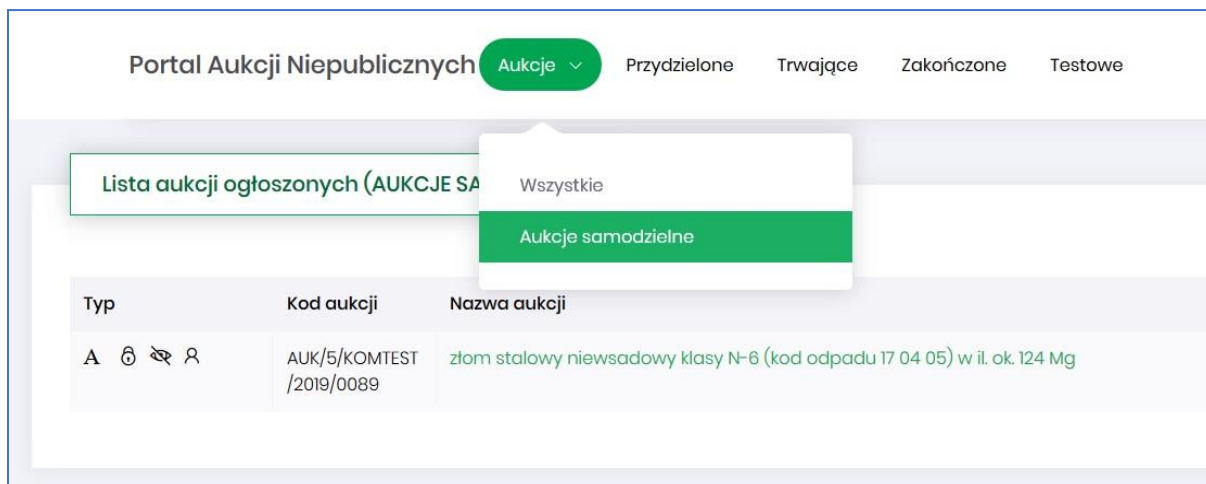 Portal Aukcji Niepublicznych Aukcje Przydzielone Trwające Zakończone Testowe
Lista aukcji ogłoszonych (AUKCJE SA
Wszystkie
Aukcje samodzielne
Typ Kod aukcji Nazwa aukcji
A AUK/5/KOMTEST złom stalowy niewsadowy klasy N-6 (kod odpadu 17 04 05) w il. ok. 124 Mg
/2019/0089